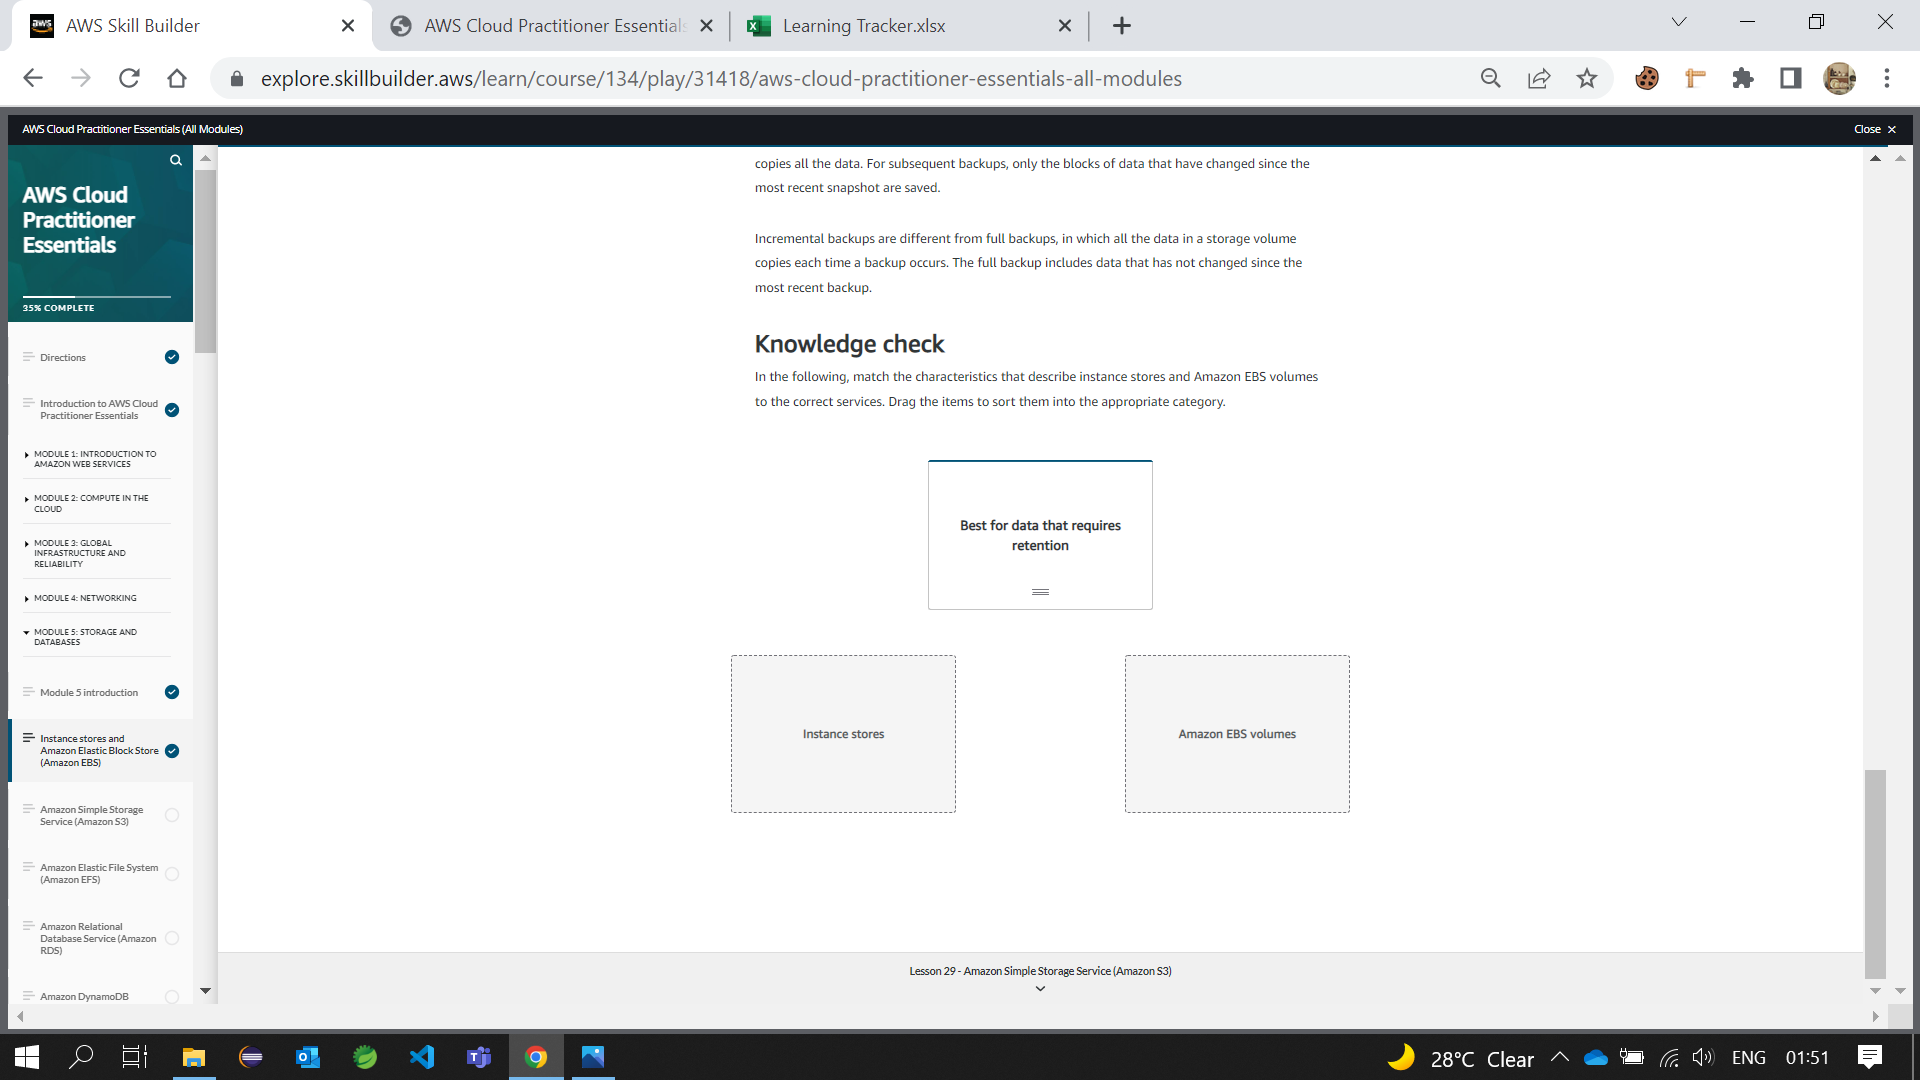 AWS Skill Builder
AWS Cloud Practitioner Essentials
Learning Tracker.xlsx
explore.skillbuilder.aws/learn/course/134/play/31418/aws-cloud-practitioner-essentials-all-modules
AWS Cloud Practitioner Essentials (All Modules)
Close
aws
AWS Cloud
Practitioner
Essentials
35% COMPLETE
Directions
Introduction to AWS Cloud
Practitioner Essentials
MODULE 1: INTRODUCTION TO
AMAZON WEB SERVICES
MODULE 2: COMPUTE IN THE
CLOUD
MODULE 3: GLOBAL
INFRASTRUCTURE AND
RELIABILITY
MODULE 4: NETWORKING
MODULE 5: STORAGE AND
DATABASES
Module 5 introduction
Instance stores and
Amazon Elastic Block Store
(Amazon EBS)
Amazon Simple Storage
Service (Amazon S3)
Amazon Elastic File System
(Amazon EFS)
Amazon Relational
Database Service (Amazon
RDS)
Amazon DynamoDB
copies all the data. For subsequent backups, only the blocks of data that have changed since the
most recent snapshot are saved.
Incremental backups are different from full backups, in which all the data in a storage volume
copies each time a backup occurs. The full backup includes data that has not changed since the
most recent backup.
Knowledge check
In the following, match the characteristics that describe instance stores and Amazon EBS volumes
to the correct services. Drag the items to sort them into the appropriate category.
Best for data that requires
retention
Instance stores
Amazon EBS volumes
Lesson 29 - Amazon Simple Storage Service (Amazon S3)
28°C Clear
ENG
01:51